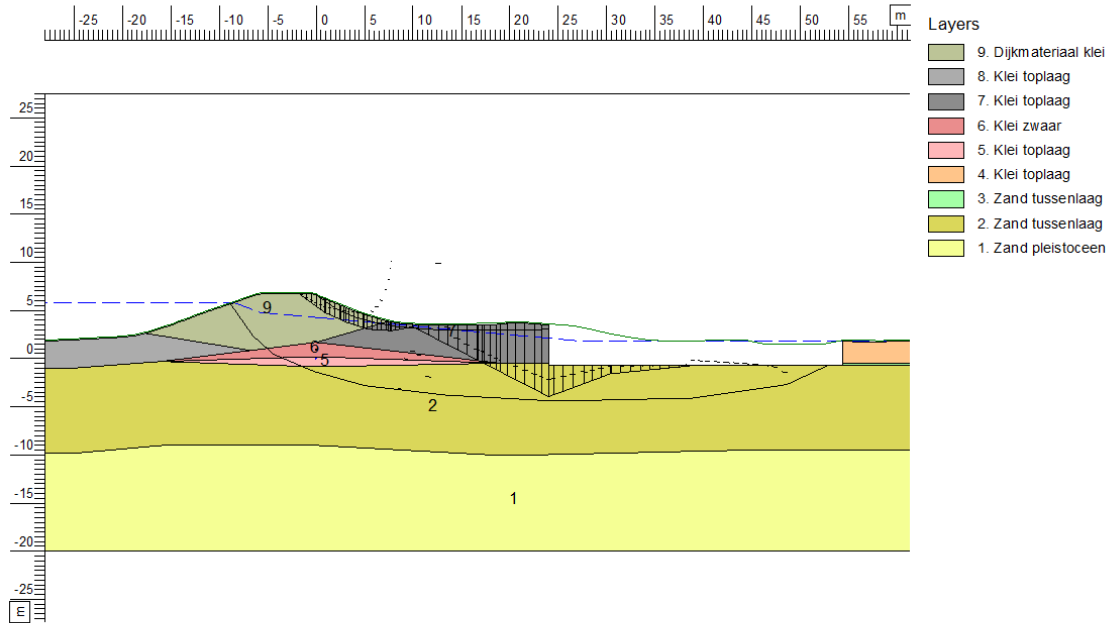 -25 -20 -15 -10 -5 0 5 10 15 20 25 30 35 40 45 50 55 m
Layers
9. Dijkmateriaal klei
8. Klei toplaag
7. Klei toplaag
6. Klei zwaar
5. Klei toplaag
4. Klei toplaag
3. Zand tussenlaag
2. Zand tussenlaag
1. Zand pleistoceen
25
20
15
10
5
0
-5
-10
-15
-20
-25
m
9
6
5
2
1